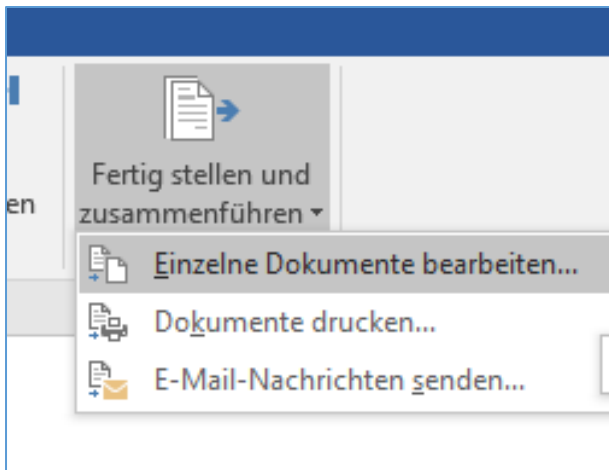 Fertig stellen und
en
zusammenführen
Einzelne Dokumente bearbeiten...
Dokumente drucken...
E-Mail-Nachrichten senden...